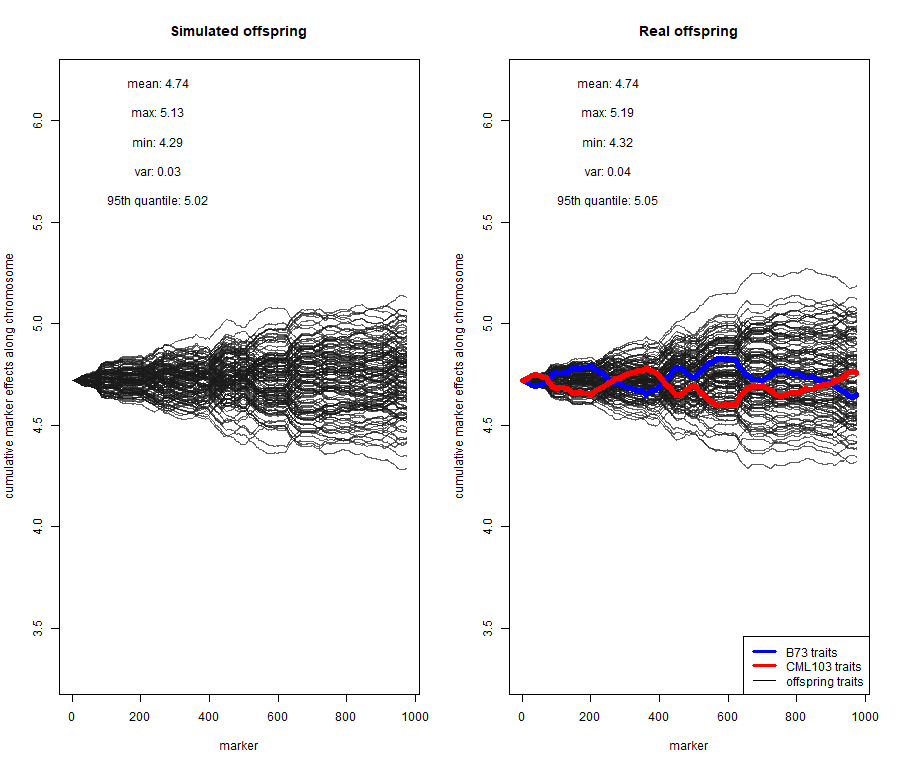 Simulated offspring
mean: 4.74
max: 5.13
min: 4.29
var: 0.03
95th quantile: 5.02
cumulative marker effects along chromosome
6.0
5.5
5.0
4.5
4.0
3.5
0 200 400 600 800 1000
marker
Real offspring
mean: 4.74
max: 5.19
min: 4.32
var: 0.04
95th quantile: 5.05
cumulative marker effects along chromosome
6.0
5.5
5.0
4.5
4.0
3.5
B73 traits
CML103 traits
offspring traits
0 200 400 600 800 1000
marker